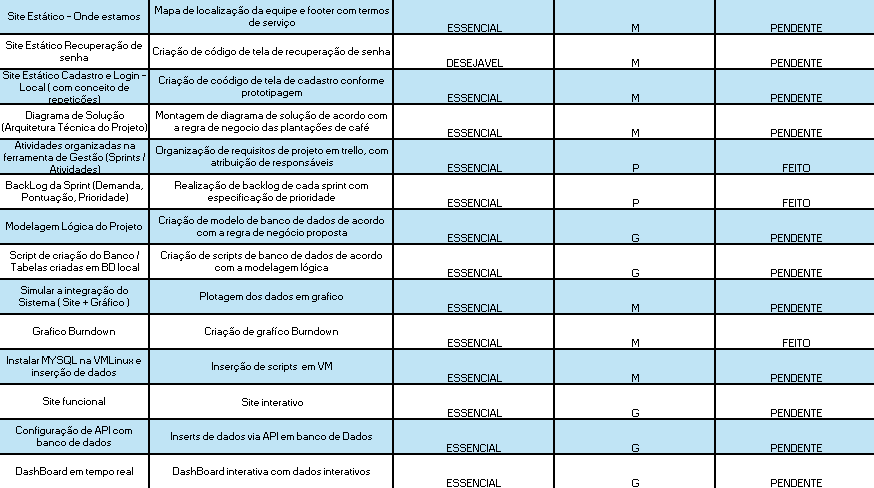 Site Estático - Onde estamos
Mapa de localização da equipe e footer com termos
de serviço
ESSENCIAL
M
PENDENTE
Site Estático Recuperação de
senha
Criação de código de tela de recuperação de senha
DESEJAVEL
M
PENDENTE
Site Estático Cadastro e Login -
Local ( com conceito de
repetições)
Criação de coódigo de tela de cadastro conforme
prototipagem
ESSENCIAL
M
PENDENTE
Diagrama de Solução
(Arquitetura Técnica do Projeto)
Montagem de diagrama de solução de acordo com
a regra de negocio das plantações de café
ESSENCIAL
M
PENDENTE
Atividades organizadas na
ferramenta de Gestão (Sprints /
Atividades)
Organização de requisitos de projeto em trello, com
atribuição de responsáveis
ESSENCIAL
P
FEITO
BackLog da Sprint (Demanda,
Pontuação, Prioridade)
Realização de backlog de cada sprint com
especificação de prioridade
ESSENCIAL
P
FEITO
Modelagem Lógica do Projeto
Criação de modelo de banco de dados de acordo
com a regra de negócio proposta
ESSENCIAL
G
PENDENTE
Script de criação do Banco /
Tabelas criadas em BD local
Criação de scripts de banco de dados de acordo
com a modelagem lógica
ESSENCIAL
G
PENDENTE
Simular a integração do
Sistema ( Site + Gráfico )
Plotagem dos dados em grafico
ESSENCIAL
M
PENDENTE
Grafico Burndown
Criação de grafíco Burndown
ESSENCIAL
M
FEITO
Instalar MYSQL na VMLinux e
inserção de dados
Inserção de scripts em VM
ESSENCIAL
M
PENDENTE
Site funcional
Site interativo
ESSENCIAL
G
PENDENTE
Configuração de API com
banco de dados
Inserts de dados via API em banco de Dados
ESSENCIAL
G
PENDENTE
DashBoard em tempo real
DashBoard interativa com dados interativos
ESSENCIAL
G
PENDENTE